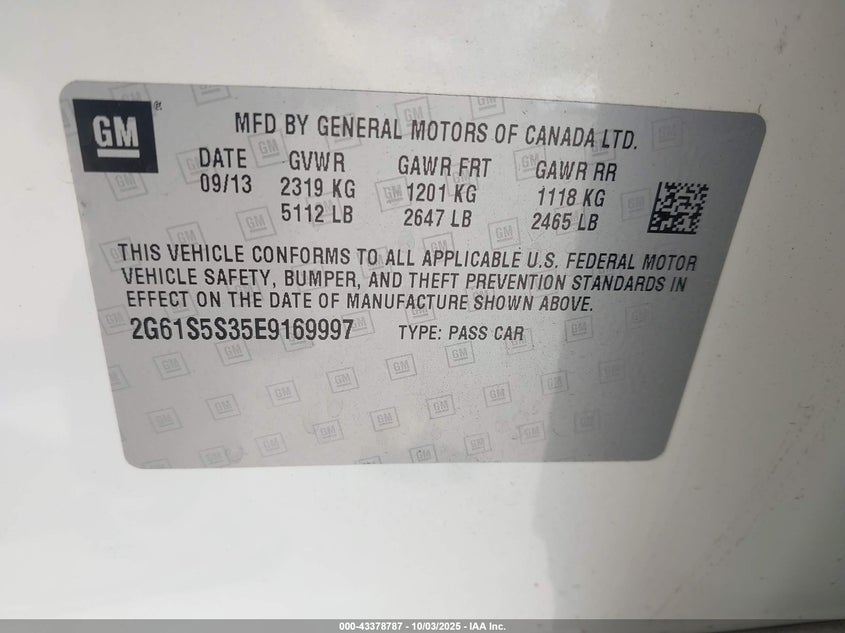 GM
MFD BY GENERAL MOTORS OF CANADA LTD.
DATE GVWR GAWR FRT GAWR RR
09/13 2319 KG 1201 KG 1118 KG
5112 LB 2647 LB 2465 LB
THIS VEHICLE CONFORMS TO ALL APPLICABLE U.S. FEDERAL MOTOR
VEHICLE SAFETY, BUMPER, AND THEFT PREVENTION STANDARDS IN
EFFECT ON THE DATE OF MANUFACTURE SHOWN ABOVE.
2G61S5S35E9169997 TYPE: PASS CAR
000-43378787 - 10/03/2025 - IAA Inc.